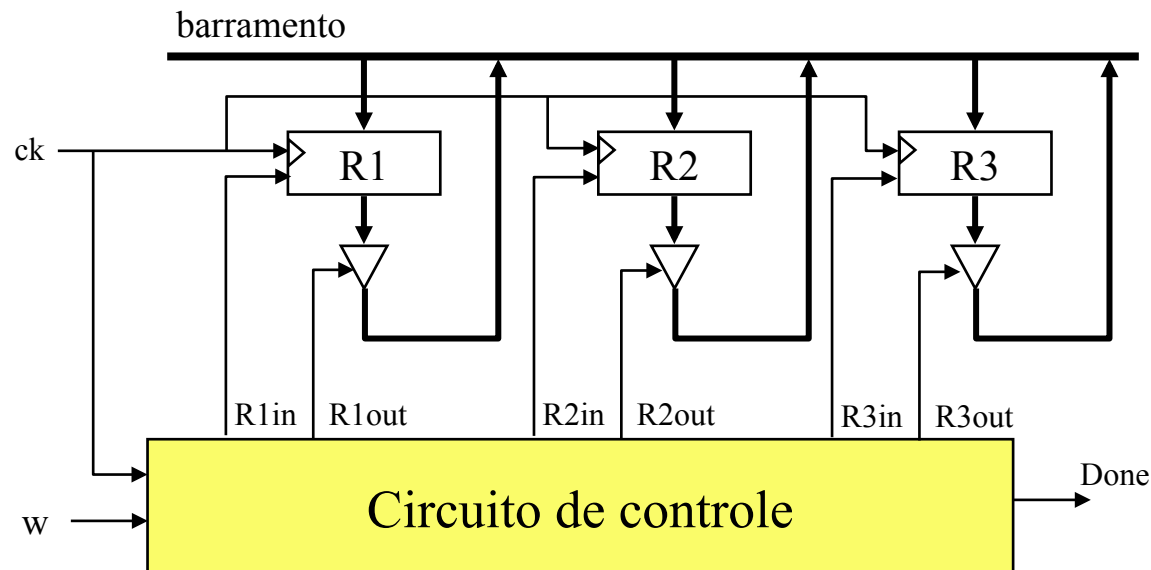 barramento
ck
R1
R2
R3
R1in
R1out
R2in
R2out
R3in
R3out
Done
w
Circuito de controle